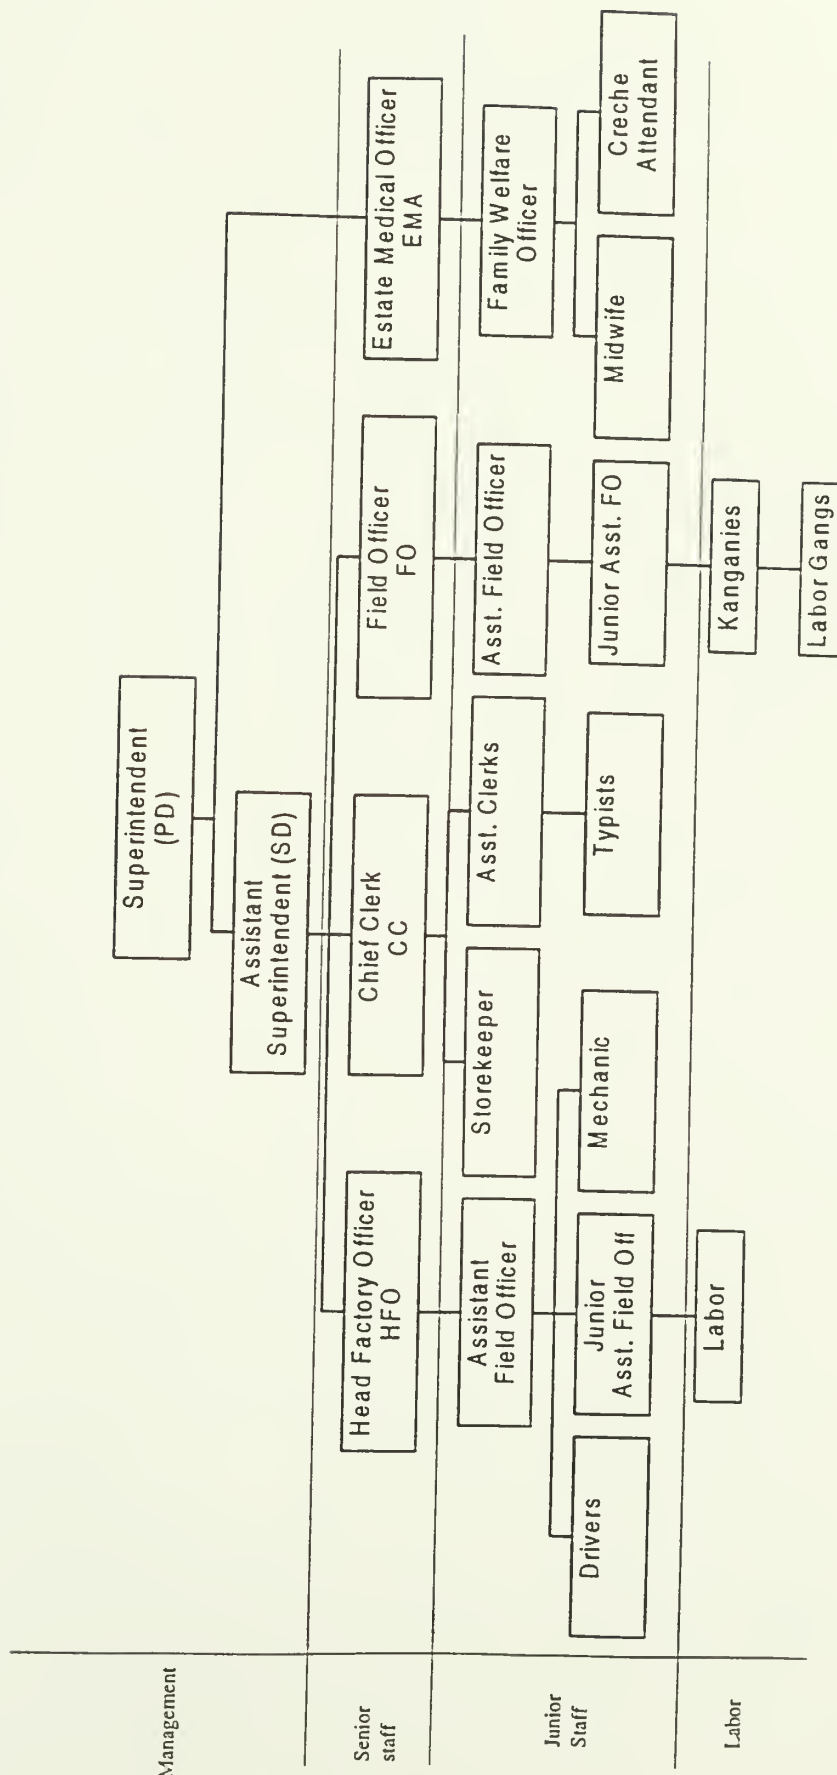 Management
Superintendent
(PD)
Assistant
Superintendent (SD)
Senior
staff
Head Factory Officer
HFO
Chief Clerk
CC
Field Officer
FO
Estate Medical Officer
EMA
Junior
Staff
Assistant
Field Officer
Storekeeper
Asst. Clerks
Asst. Field Officer
Family Welfare
Officer
Drivers
Junior
Asst. Field Off
Mechanic
Typists
Junior Asst. FO
Midwife
Creche
Attendant
Labor
Labor
Kanganies
Labor Gangs